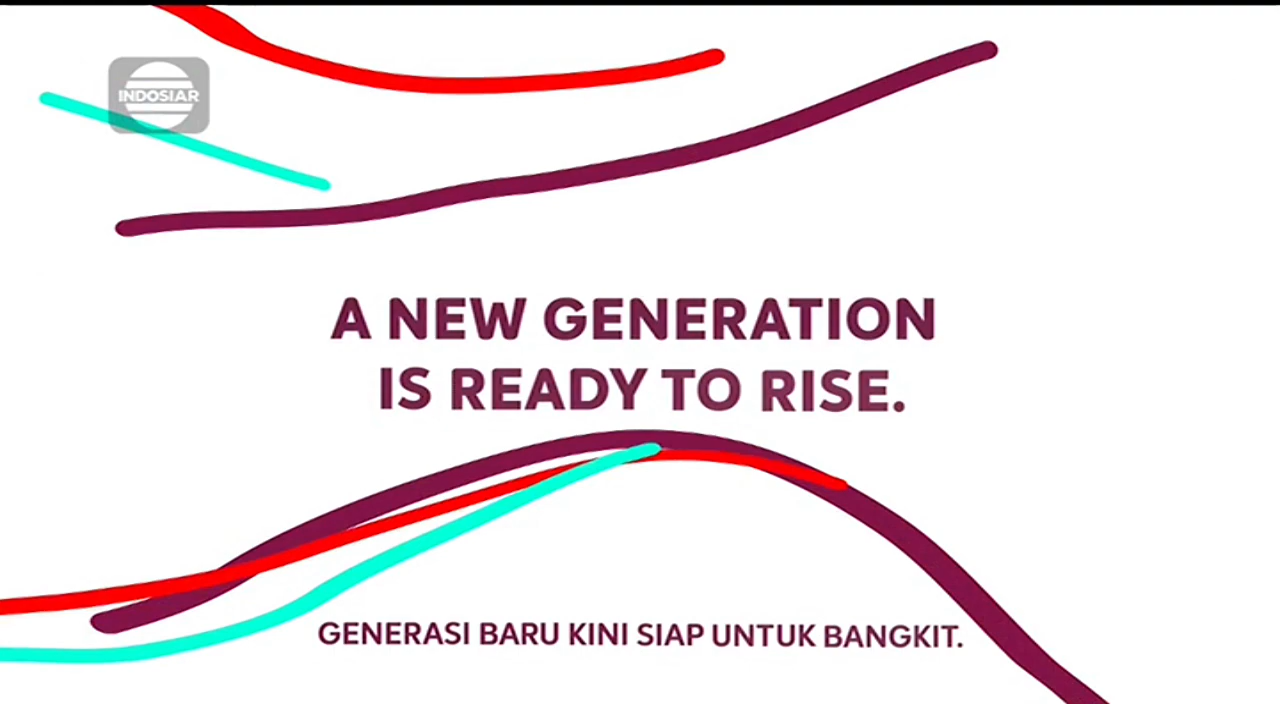 INDOSIAR
A NEW GENERATION
IS READY TO RISE.
GENERASI BARU KINI SIAP UNTUK BANGKIT.